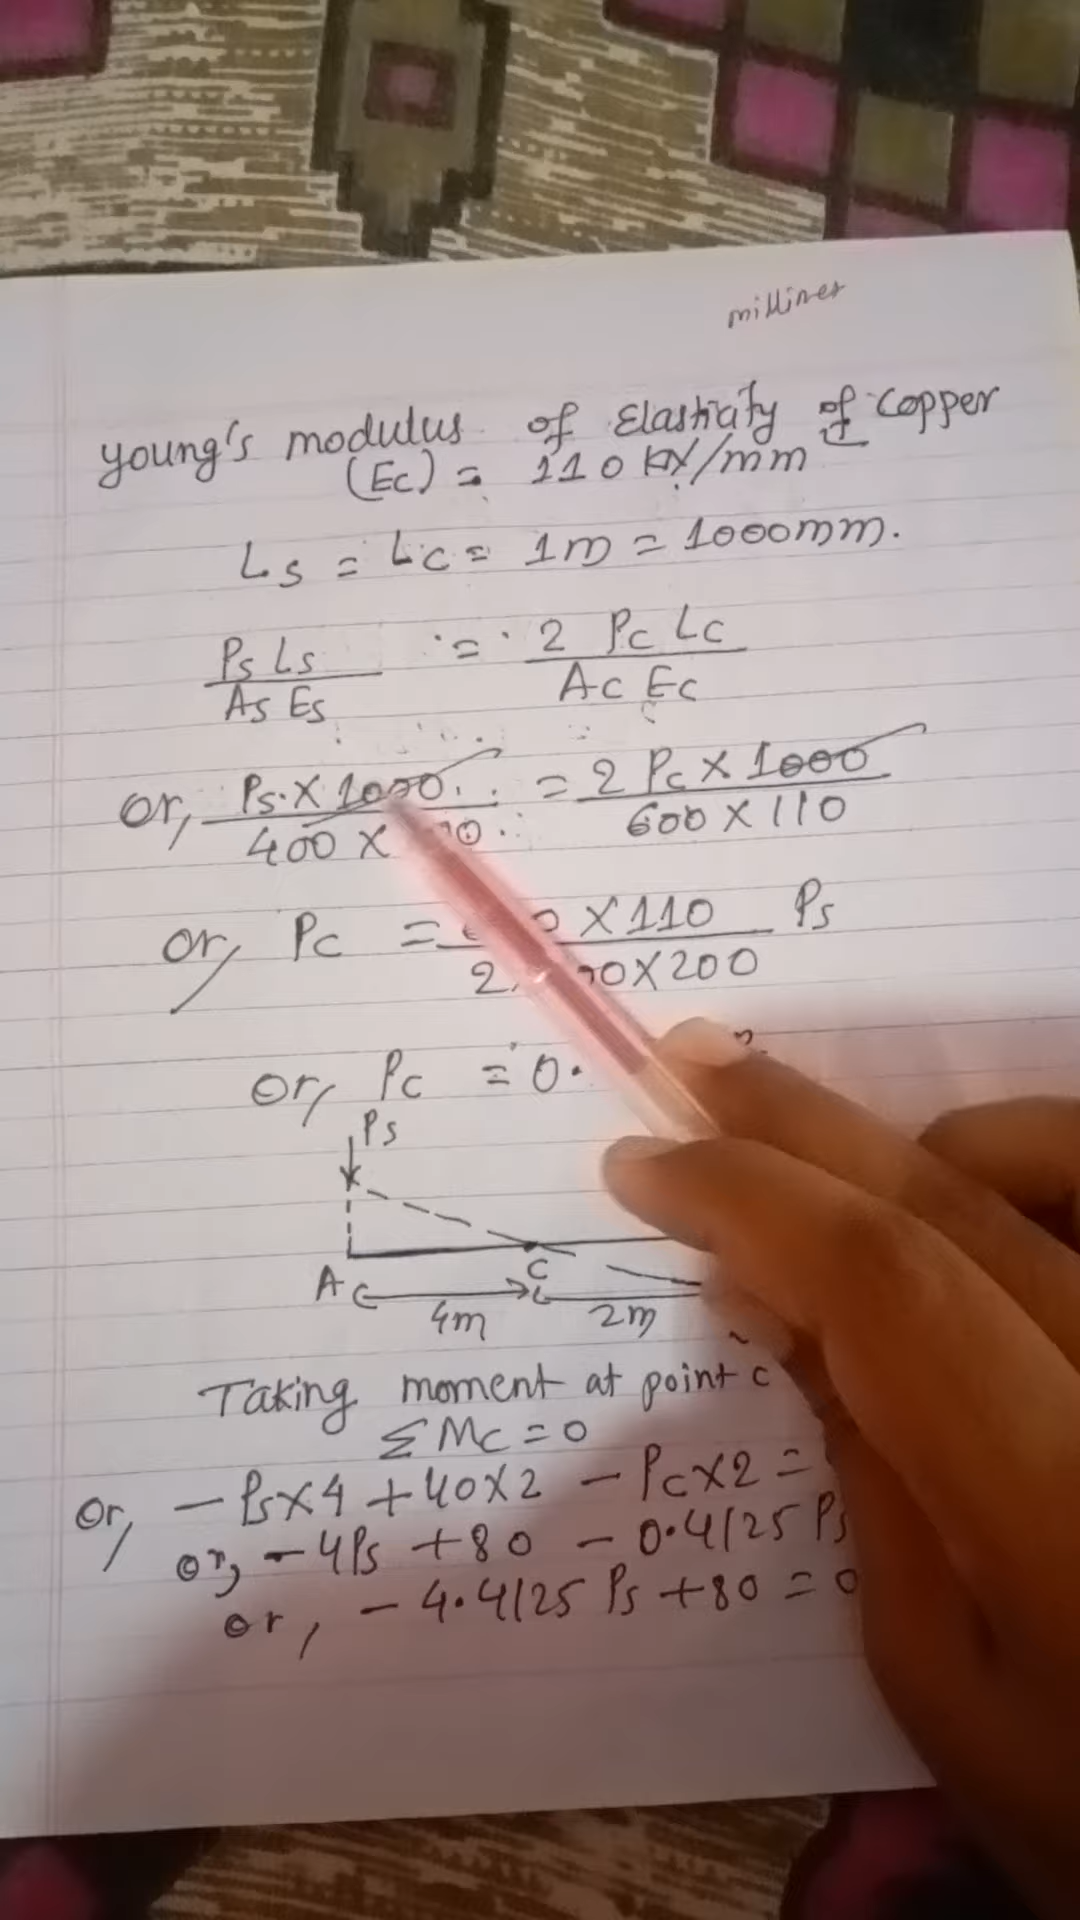 milliner
young's modulus of Elasticity of copper
(Ec) = 110 kN/mm
Ls = Lc = 1m = 1000mm.
Ps Ls / As Es = 2 Pc Lc / Ac Ec
or, Ps × 1000 / 400 × = 2 Pc × 1000 / 600 × 110
or, Pc = × 110 / 2 × 200 Ps
or, Pc = 0.
Ps
A C
4m 2m
Taking moment at point c
ΣMc = 0
or, - Ps×4 + 40×2 - Pc×2 =
or, - 4Ps + 80 - 0.4125 Ps
or, - 4.4125 Ps + 80 = 0